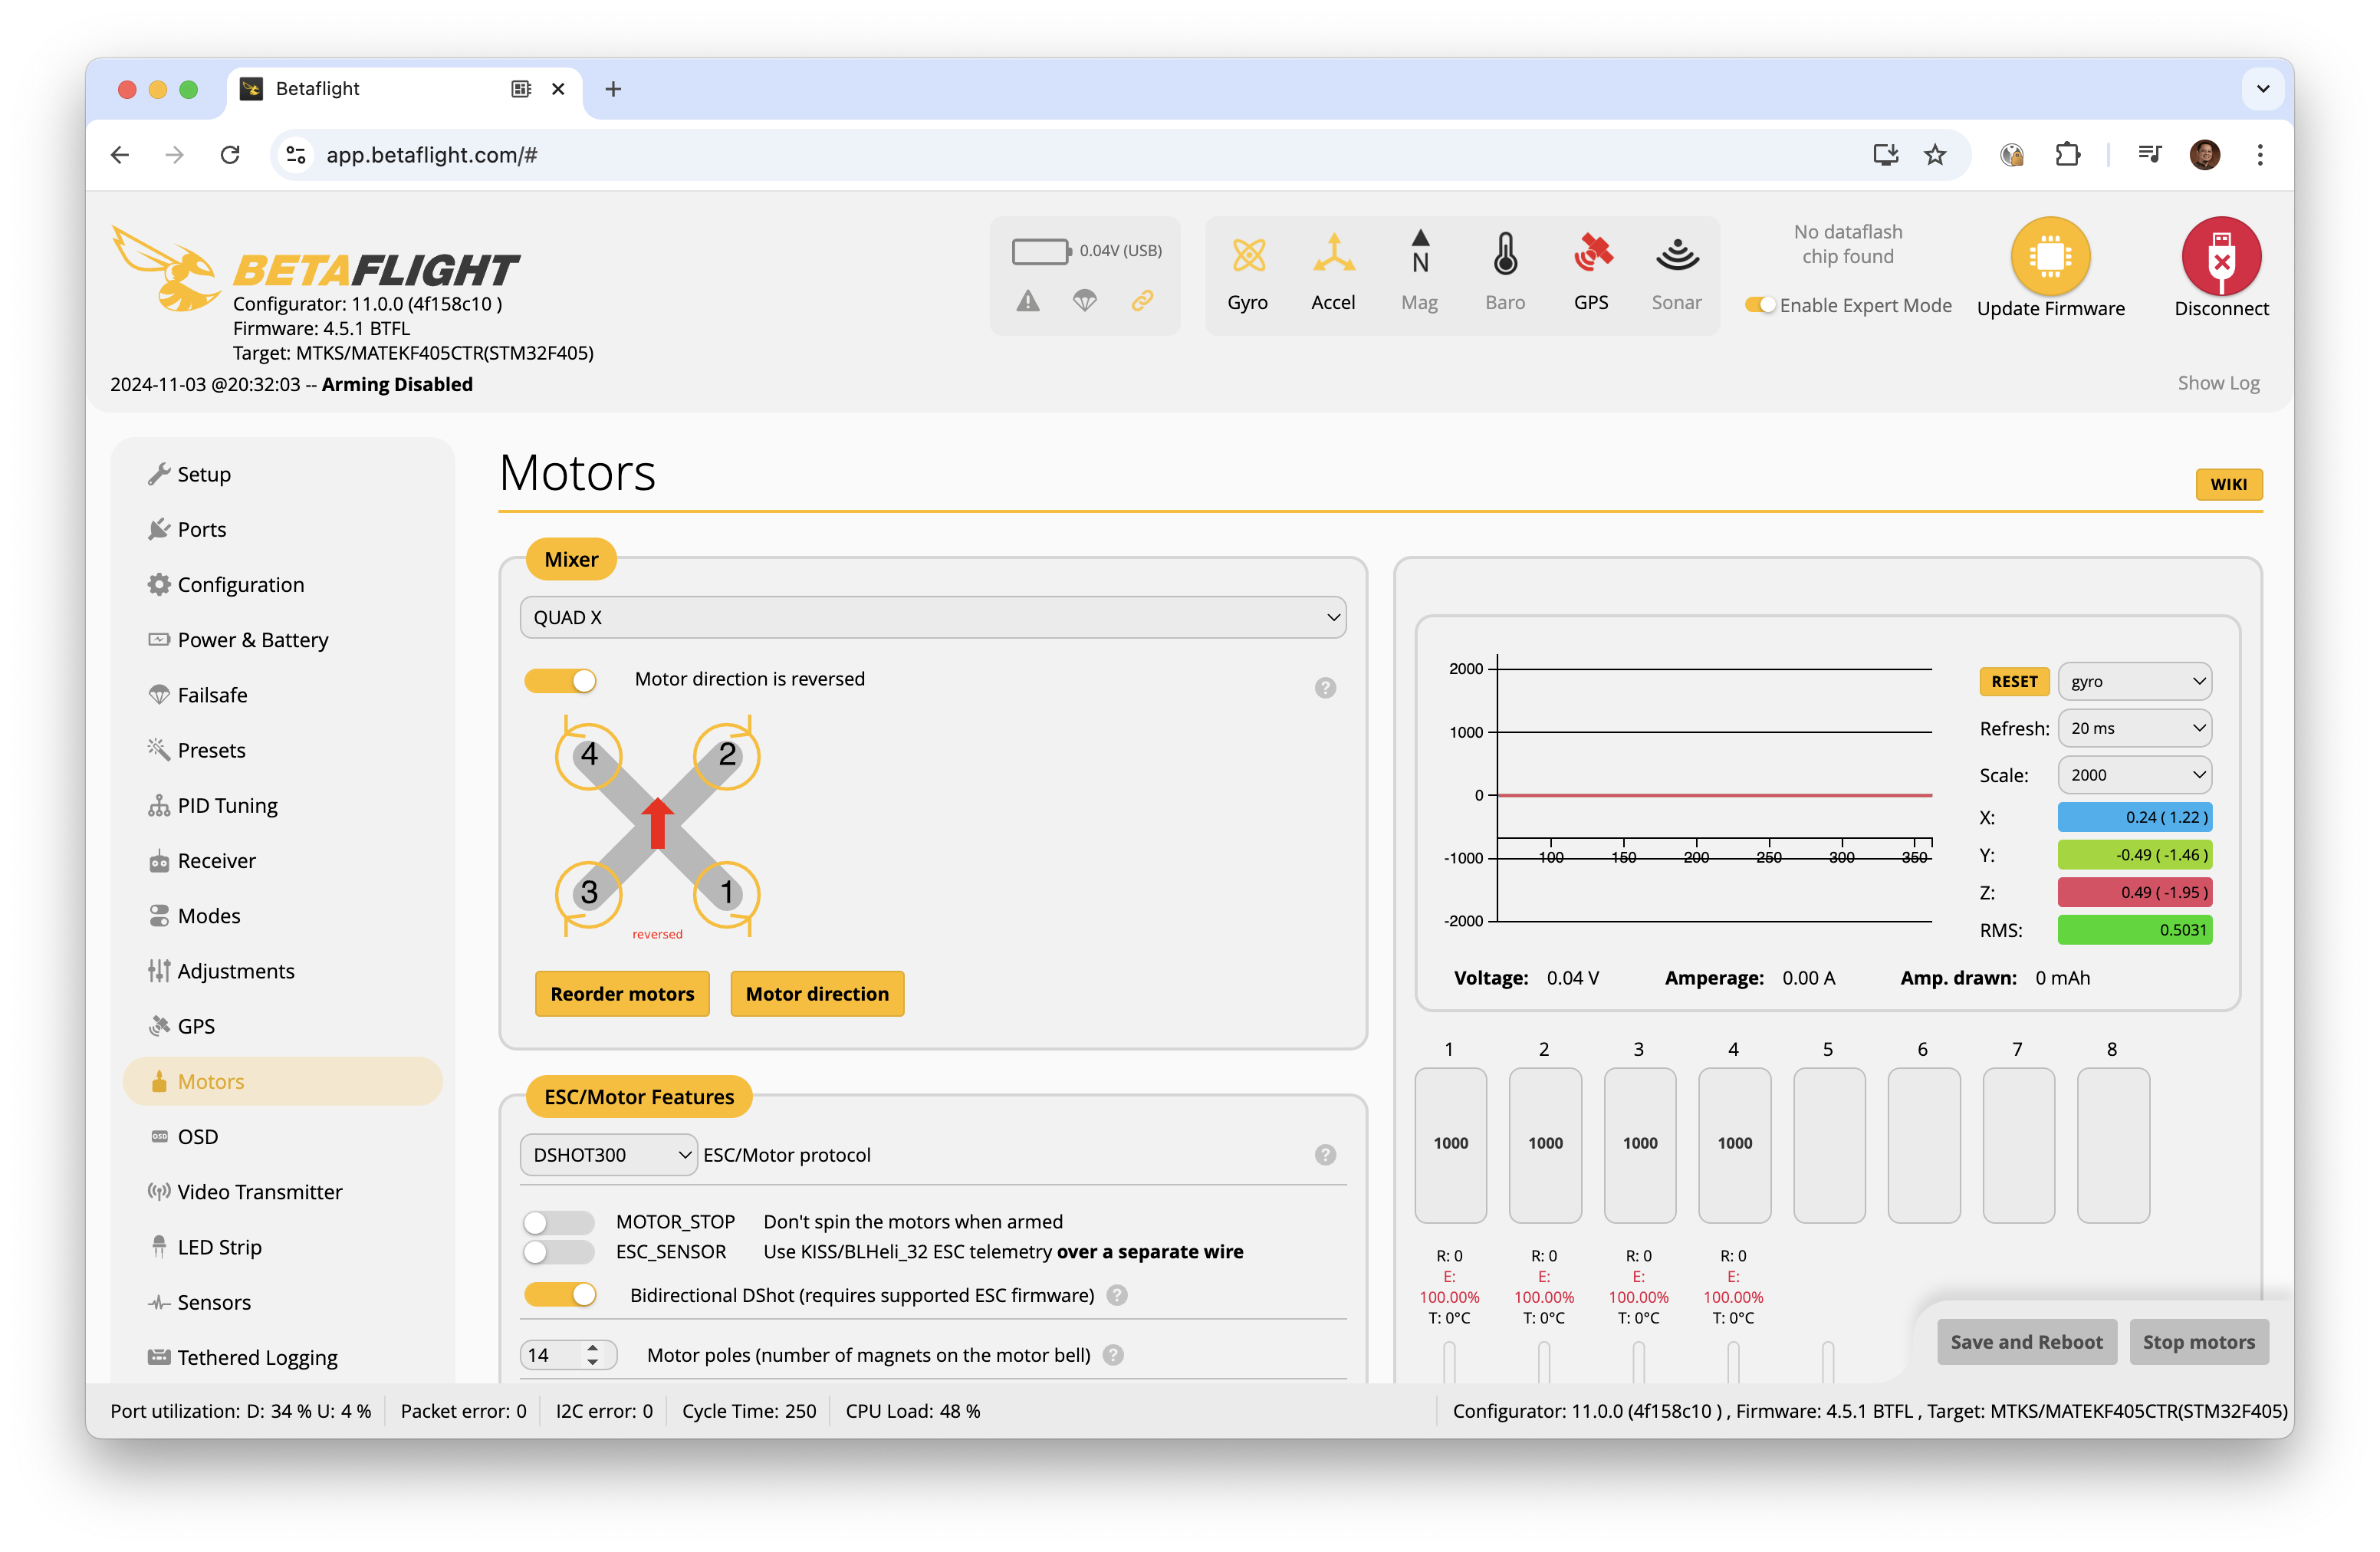 Betaflight
app.betaflight.com/#
BETAFLIGHT
Configurator: 11.0.0 (4f158c10 )
Firmware: 4.5.1 BTFL
Target: MTKS/MATEKF405CTR(STM32F405)
0.04V (USB)
N
Gyro Accel Mag Baro GPS Sonar
No dataflash
chip found
Enable Expert Mode
Update Firmware
Disconnect
2024-11-03 @20:32:03 -- Arming Disabled
Show Log
Setup
Ports
Configuration
Power & Battery
Failsafe
Presets
PID Tuning
Receiver
Modes
Adjustments
GPS
Motors
OSD
OSD
Video Transmitter
LED Strip
Sensors
Tethered Logging
Motors
WIKI
Mixer
QUAD X
Motor direction is reversed
?
4 2
3 1
reversed
Reorder motors Motor direction
ESC/Motor Features
DSHOT300 ESC/Motor protocol ?
MOTOR_STOP Don't spin the motors when armed
ESC_SENSOR Use KISS/BLHeli_32 ESC telemetry over a separate wire
Bidirectional DShot (requires supported ESC firmware) ?
14 Motor poles (number of magnets on the motor bell) ?
2000
1000
0
-1000
-2000
100 150 200 250 300 350
RESET gyro
Refresh: 20 ms
Scale: 2000
X: 0.24 ( 1.22 )
Y: -0.49 ( -1.46 )
Z: 0.49 ( -1.95 )
RMS: 0.5031
Voltage: 0.04 V Amperage: 0.00 A Amp. drawn: 0 mAh
1 2 3 4 5 6 7 8
1000 1000 1000 1000
R: 0 R: 0 R: 0 R: 0
E: E: E: E:
100.00% 100.00% 100.00% 100.00%
T: 0°C T: 0°C T: 0°C T: 0°C
Save and Reboot Stop motors
Port utilization: D: 34 % U: 4 % Packet error: 0 I2C error: 0 Cycle Time: 250 CPU Load: 48 % Configurator: 11.0.0 (4f158c10 ) , Firmware: 4.5.1 BTFL , Target: MTKS/MATEKF405CTR(STM32F405)